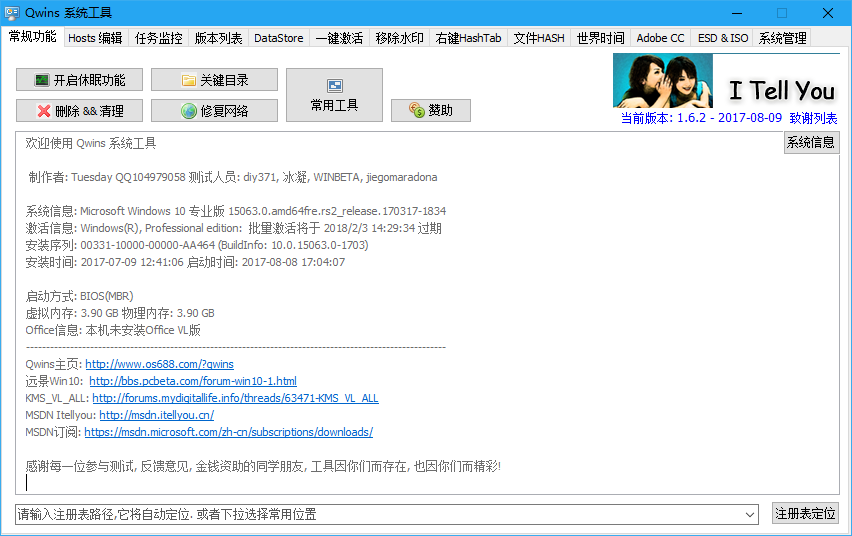 Qwins 系统工具
常规功能 Hosts 编辑 任务监控 版本列表 DataStore 一键激活 移除水印 右键HashTab 文件HASH 世界时间 Adobe CC ESD & ISO 系统管理
开启休眠功能 关键目录 常用工具
删除 && 清理 修复网络 赞助
I Tell You
当前版本: 1.6.2 - 2017-08-09 致谢列表
系统信息
欢迎使用 Qwins 系统工具
制作者: Tuesday QQ104979058 测试人员: diy371, 冰凝, WINBETA, jiegomaradona
系统信息: Microsoft Windows 10 专业版 15063.0.amd64fre.rs2_release.170317-1834
激活信息: Windows(R), Professional edition: 批量激活将于 2018/2/3 14:29:34 过期
安装序列: 00331-10000-00000-AA464 (BuildInfo: 10.0.15063.0-1703)
安装时间: 2017-07-09 12:41:06 启动时间: 2017-08-08 17:04:07
启动方式: BIOS(MBR)
虚拟内存: 3.90 GB 物理内存: 3.90 GB
Office信息: 本机未安装Office VL版
Qwins主页: http://www.os688.com/?qwins
远景Win10: http://bbs.pcbeta.com/forum-win10-1.html
KMS_VL_ALL: http://forums.mydigitallife.info/threads/63471-KMS_VL_ALL
MSDN Itellyou: http://msdn.itellyou.cn/
MSDN订阅: https://msdn.microsoft.com/zh-cn/subscriptions/downloads/
感谢每一位参与测试, 反馈意见, 金钱资助的同学朋友, 工具因你们而存在, 也因你们而精彩!
请输入注册表路径,它将自动定位. 或者下拉选择常用位置
注册表定位